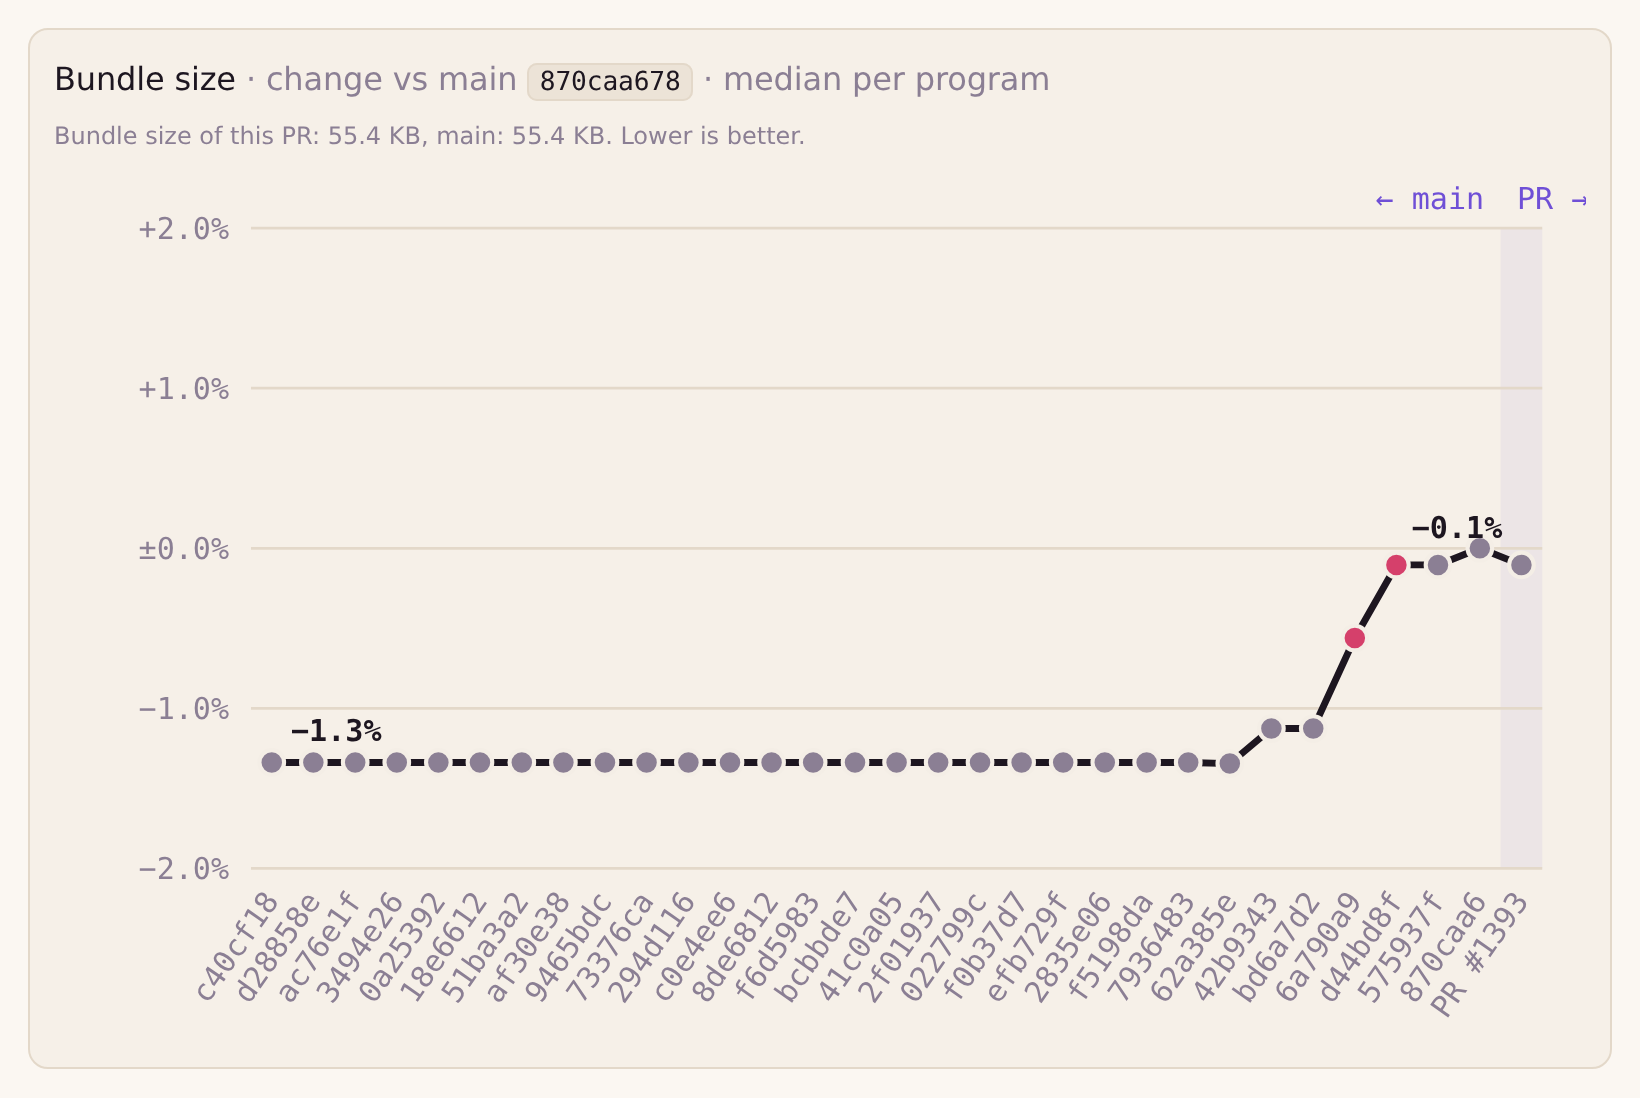 Bundle size · change vs main 870caa678 · median per program
Bundle size of this PR: 55.4 KB, main: 55.4 KB. Lower is better.
← main PR →
+2.0%
+1.0%
±0.0%
−1.0%
−2.0%
−1.3%
−0.1%
c40cf18
d28858e
ac76e1f
3494e26
0a25392
18e6612
51ba3a2
af30e38
9465bdc
73376ca
294d116
c0e4ee6
8de6812
f6d5983
bcbbde7
41c0a05
2f01937
022799c
f0b37d7
efb729f
2835e06
f5198da
7936483
62a385e
42b9343
bd6a7d2
6a790a9
d44bd8f
575937f
870caa6
PR #1393